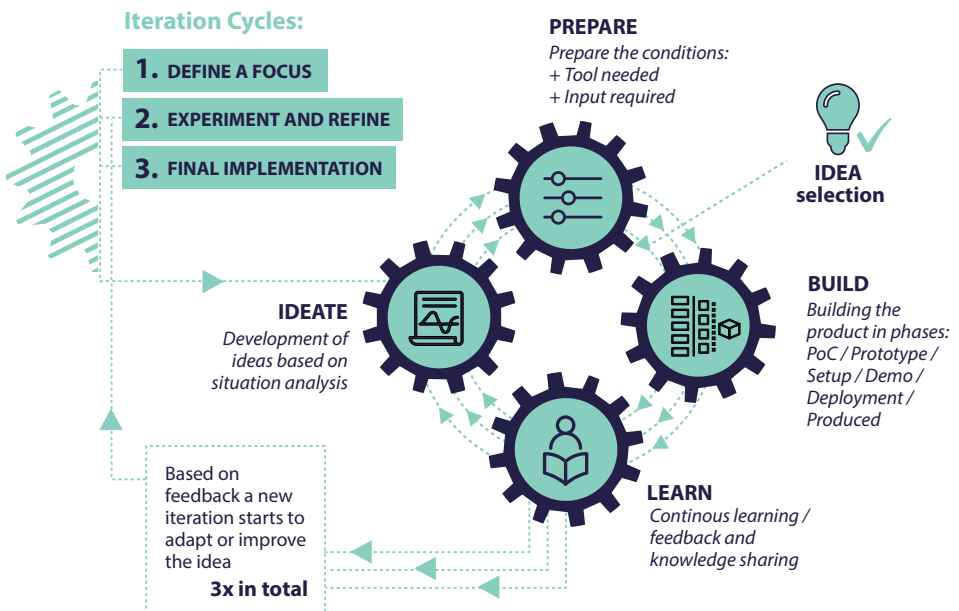 Iteration Cycles:
1. DEFINE A FOCUS
2. EXPERIMENT AND REFINE
3. FINAL IMPLEMENTATION
PREPARE
Prepare the conditions:
+ Tool needed
+ Input required
IDEA
selection
IDEATE
Development of
ideas based on
situation analysis
BUILD
Building the
product in phases:
PoC / Prototype /
Setup / Demo /
Deployment /
Produced
LEARN
Continous learning /
feedback and
knowledge sharing
Based on
feedback a new
iteration starts to
adapt or improve
the idea
3x in total